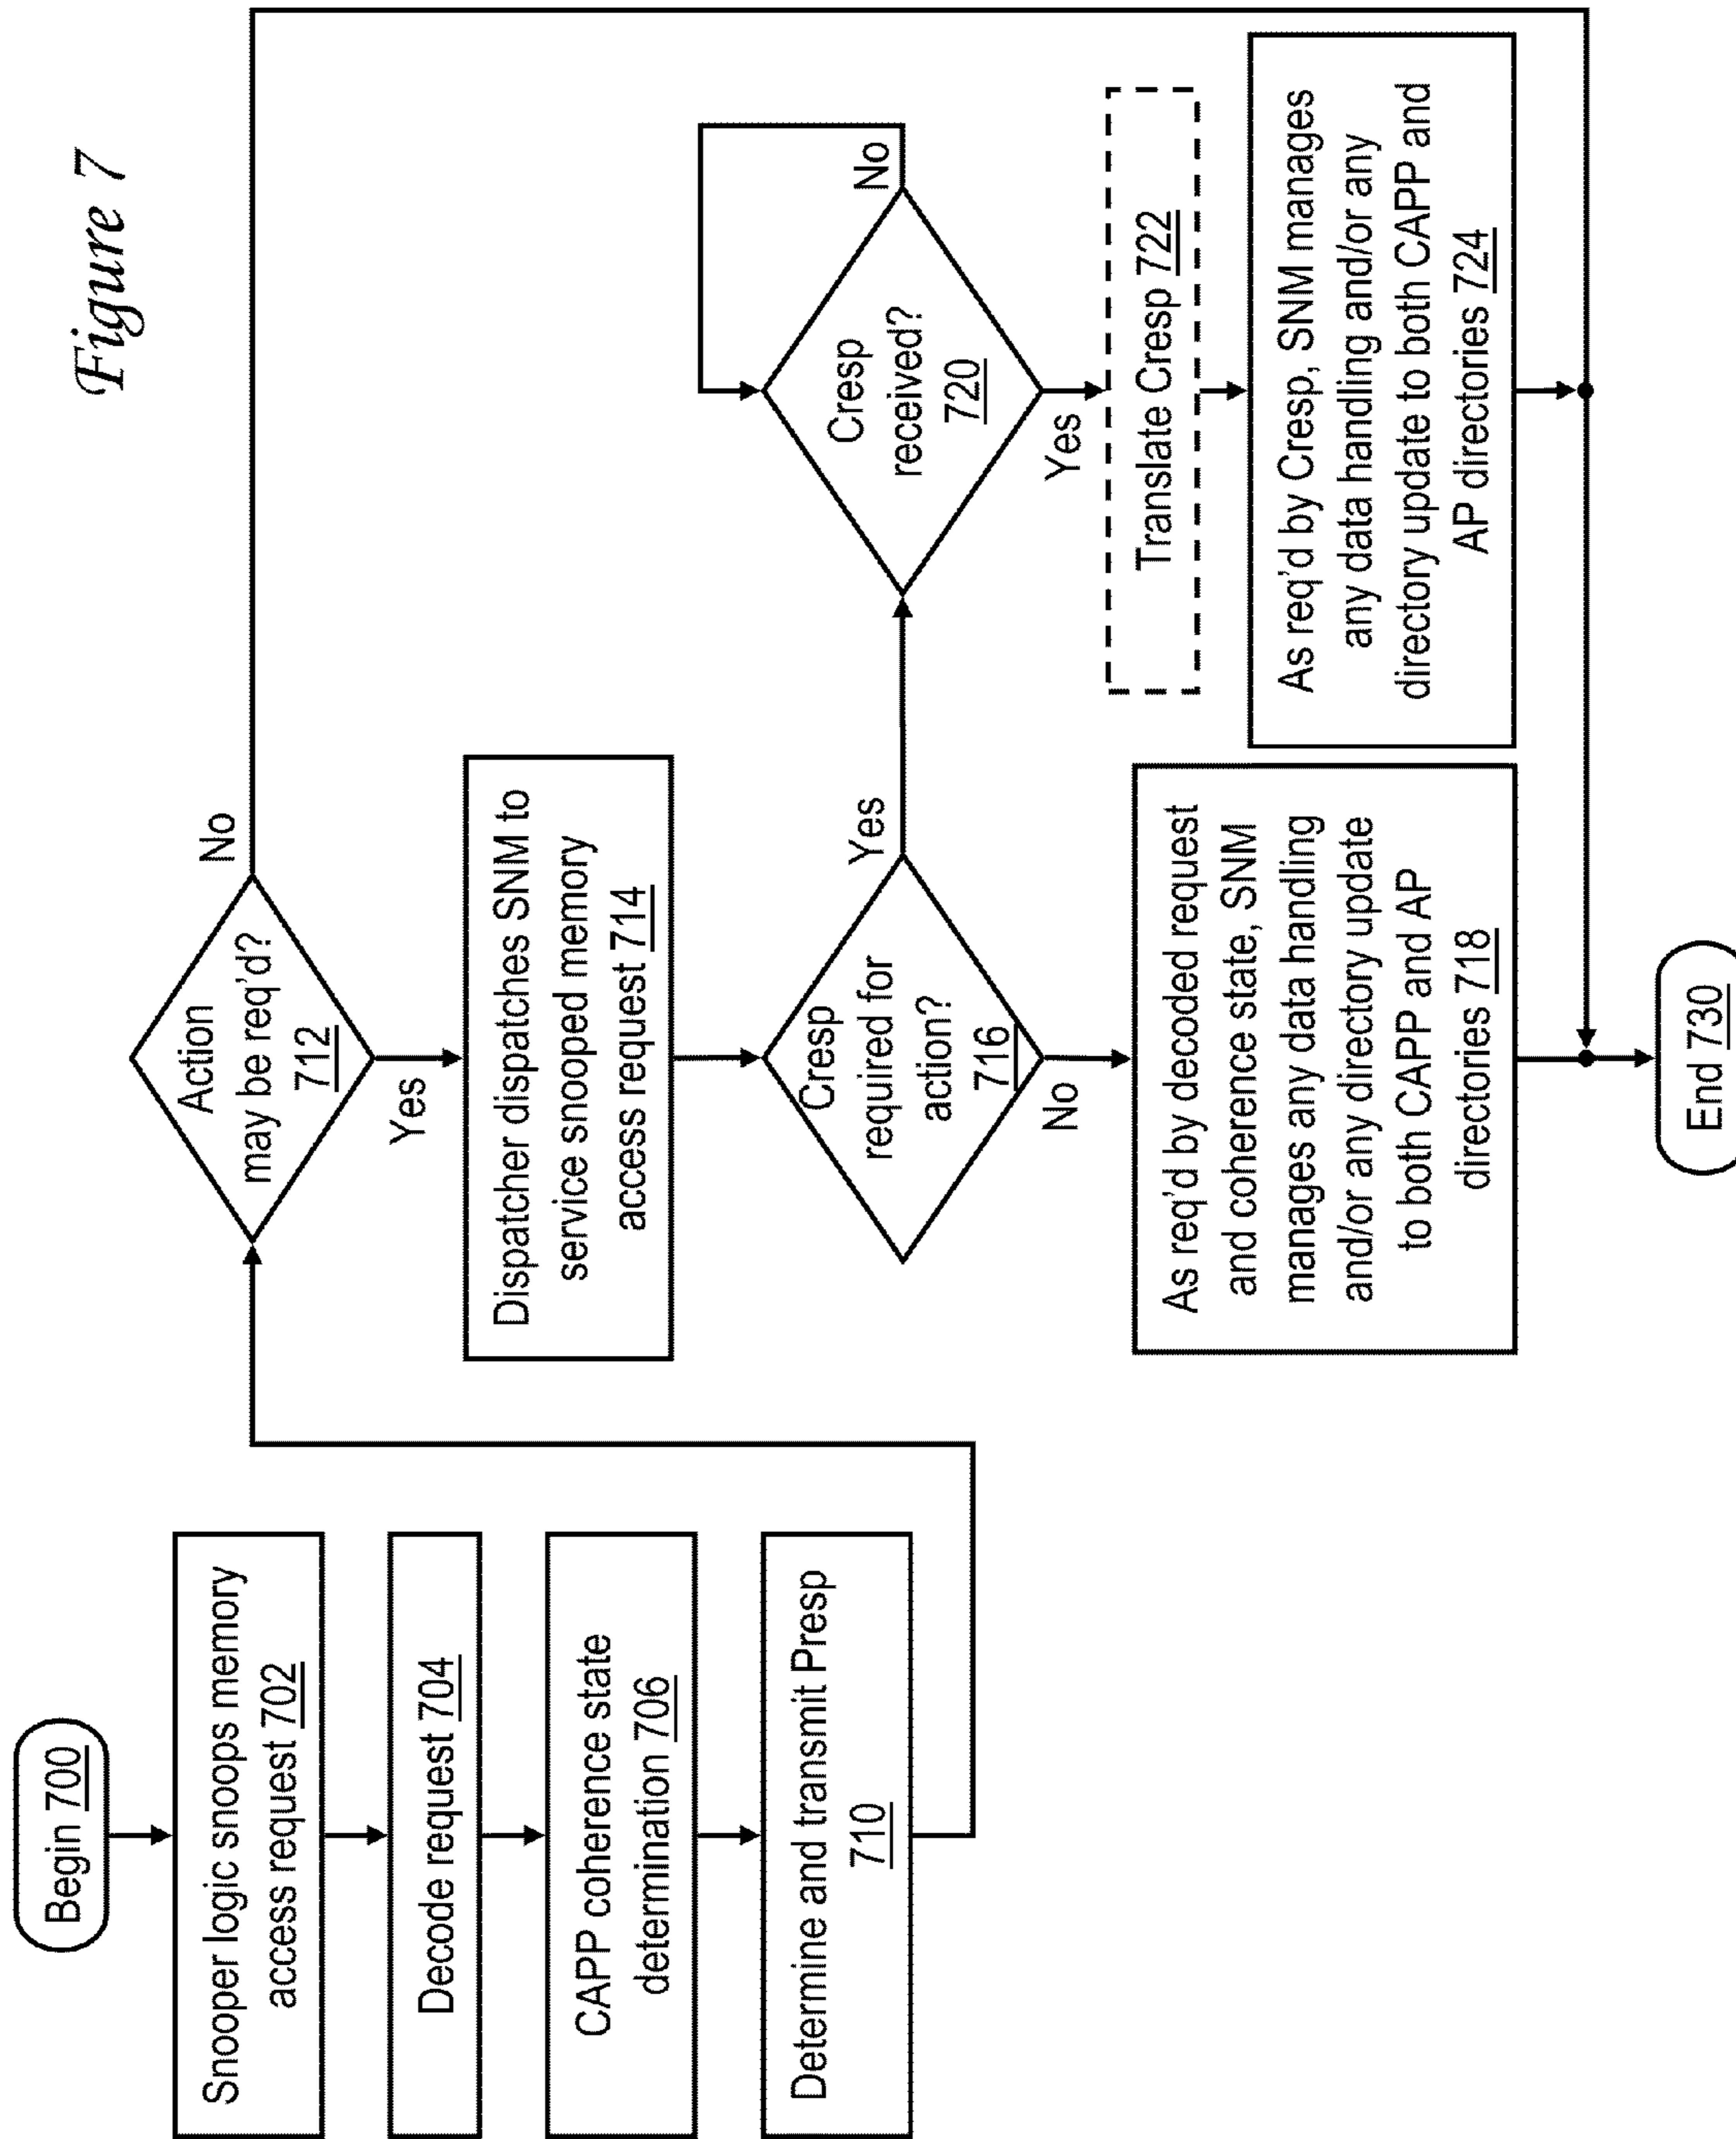 Figure 7
Begin 700
Snooper logic snoops memory
access request 702
Decode request 704
CAPP coherence state
determination 706
Determine and transmit Presp
710
Action
may be req'd?
712
No
Yes
Dispatcher dispatches SNM to
service snooped memory
access request 714
Cresp
required for
action?
716
Yes
No
As req'd by decoded request
and coherence state, SNM
manages any data handling
and/or any directory update
to both CAPP and AP
directories 718
Cresp
received?
720
No
Yes
Translate Cresp 722
As req'd by Cresp, SNM manages
any data handling and/or any
directory update to both CAPP and
AP directories 724
End 730